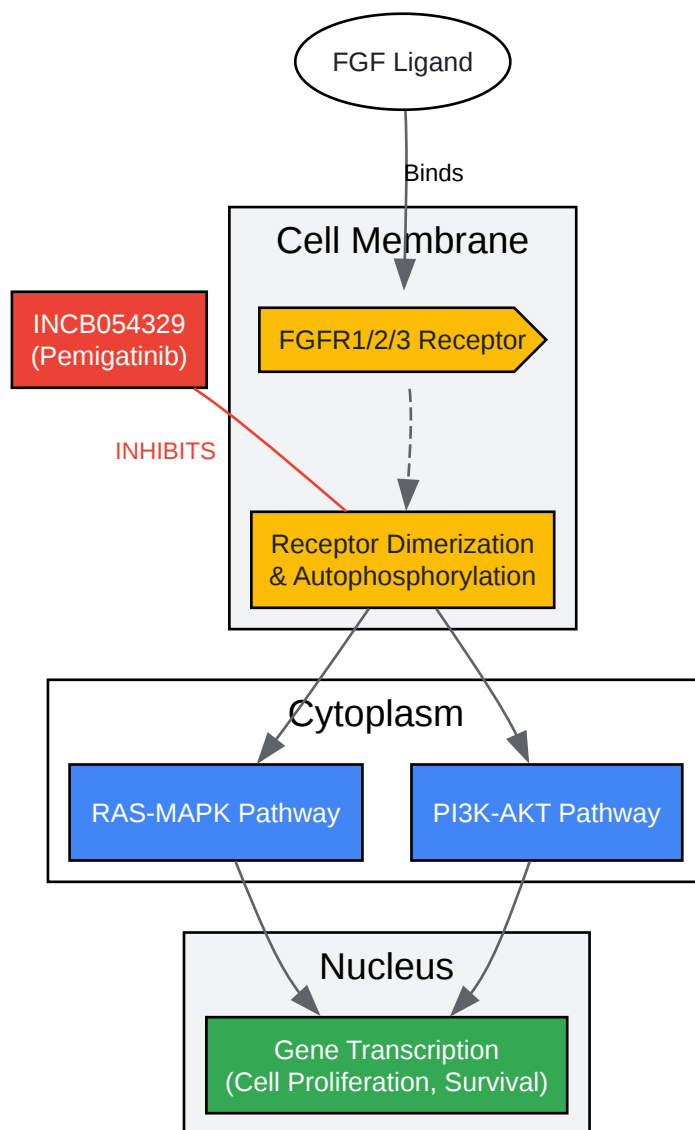 FGF Ligand
Binds
Cell Membrane
INCB054329
(Pemigatinib)
FGFR1/2/3 Receptor
INHIBITS
Receptor Dimerization
& Autophosphorylation
Cytoplasm
RAS-MAPK Pathway
PI3K-AKT Pathway
Nucleus
Gene Transcription
(Cell Proliferation, Survival)